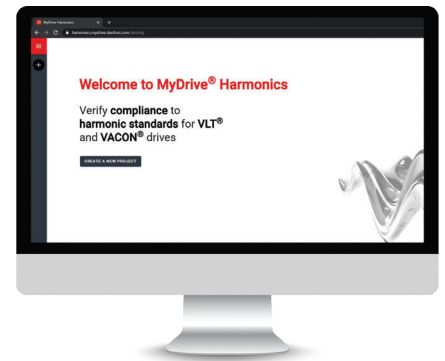 MyDrive Harmonics
harmonics.mydrive.danfoss.com/landing
Welcome to MyDrive® Harmonics
Verify compliance to
harmonic standards for VLT®
and VACON® drives
CREATE A NEW PROJECT